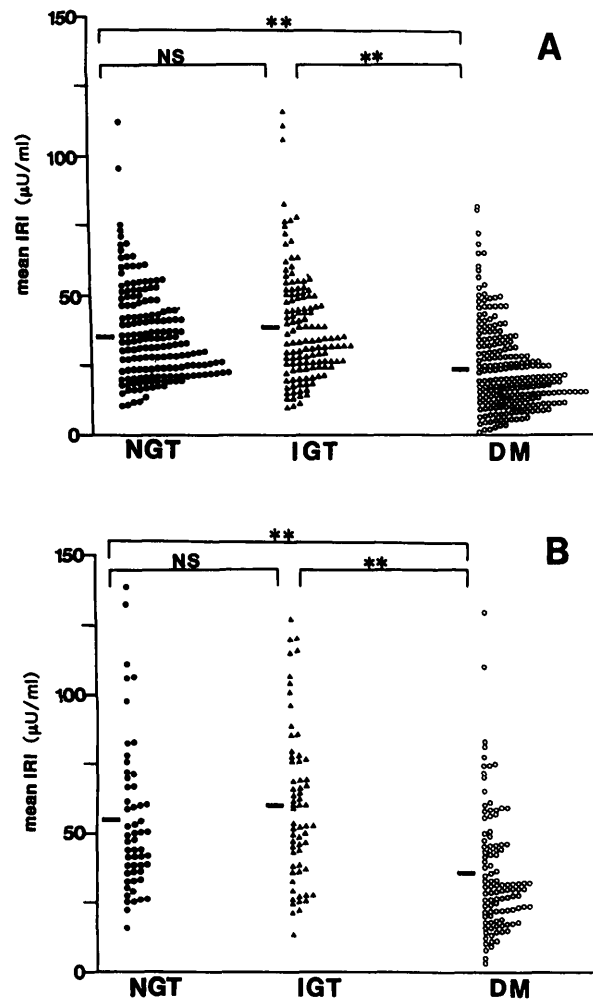 150
**
A
NS
**
100
mean IRI (µU/ml)
50
0
NGT IGT DM
150
**
B
NS
**
100
mean IRI (µU/ml)
50
0
NGT IGT DM